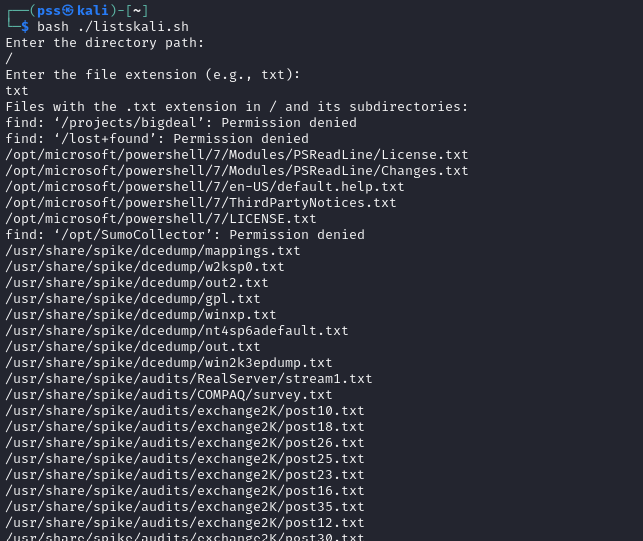 ┌──(pss㉿kali)-[~]
└─$ bash ./listskali.sh
Enter the directory path:
/
Enter the file extension (e.g., txt):
txt
Files with the .txt extension in / and its subdirectories:
find: ‘/projects/bigdeal’: Permission denied
find: ‘/lost+found’: Permission denied
/opt/microsoft/powershell/7/Modules/PSReadLine/License.txt
/opt/microsoft/powershell/7/Modules/PSReadLine/Changes.txt
/opt/microsoft/powershell/7/en-US/default.help.txt
/opt/microsoft/powershell/7/ThirdPartyNotices.txt
/opt/microsoft/powershell/7/LICENSE.txt
find: ‘/opt/SumoCollector’: Permission denied
/usr/share/spike/dcedump/mappings.txt
/usr/share/spike/dcedump/w2ksp0.txt
/usr/share/spike/dcedump/out2.txt
/usr/share/spike/dcedump/gpl.txt
/usr/share/spike/dcedump/winxp.txt
/usr/share/spike/dcedump/nt4sp6adefault.txt
/usr/share/spike/dcedump/out.txt
/usr/share/spike/dcedump/win2k3epdump.txt
/usr/share/spike/audits/RealServer/stream1.txt
/usr/share/spike/audits/COMPAQ/survey.txt
/usr/share/spike/audits/exchange2K/post10.txt
/usr/share/spike/audits/exchange2K/post18.txt
/usr/share/spike/audits/exchange2K/post26.txt
/usr/share/spike/audits/exchange2K/post25.txt
/usr/share/spike/audits/exchange2K/post23.txt
/usr/share/spike/audits/exchange2K/post16.txt
/usr/share/spike/audits/exchange2K/post35.txt
/usr/share/spike/audits/exchange2K/post12.txt
/usr/share/spike/audits/exchange2K/post30.txt